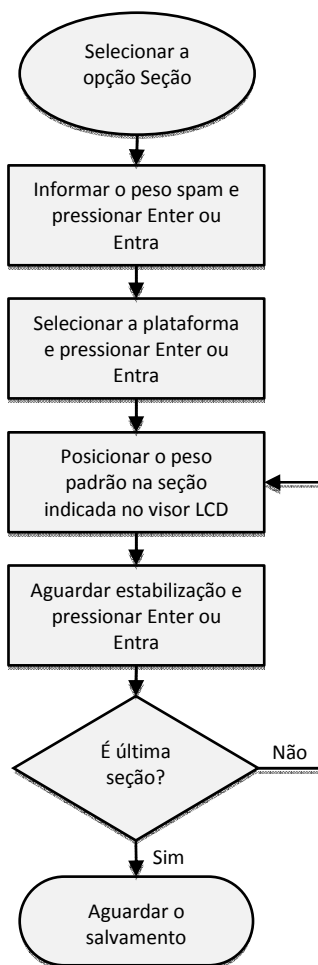 Selecionar a
opção Seção
Informar o peso spam e
pressionar Enter ou
Entra
Selecionar a plataforma
e pressionar Enter ou
Entra
Posicionar o peso
padrão na seção
indicada no visor LCD
Aguardar estabilização e
pressionar Enter ou
Entra
É última
seção?
Não
Sim
Aguardar o
salvamento